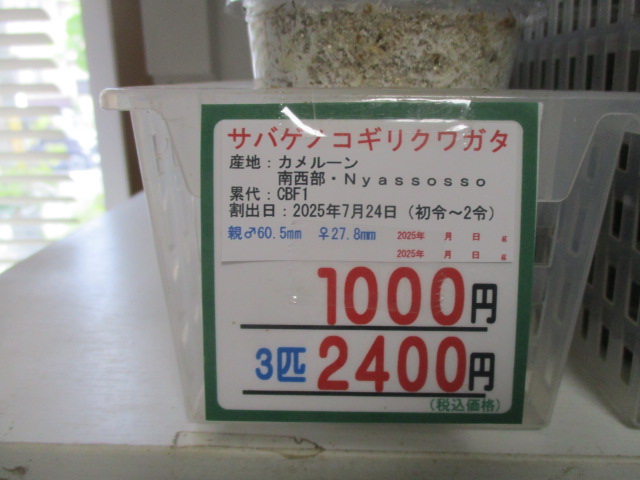 サバゲノコギリクワガタ
産地：カメルーン
南西部・Nyassosso
累代：CBF1
割出日：2025年7月24日（初令～2令）
親♂60.5mm ♀27.8mm 2025年 月 日 g
2025年 月 日 g
1000円
3匹 2400円
（税込価格）